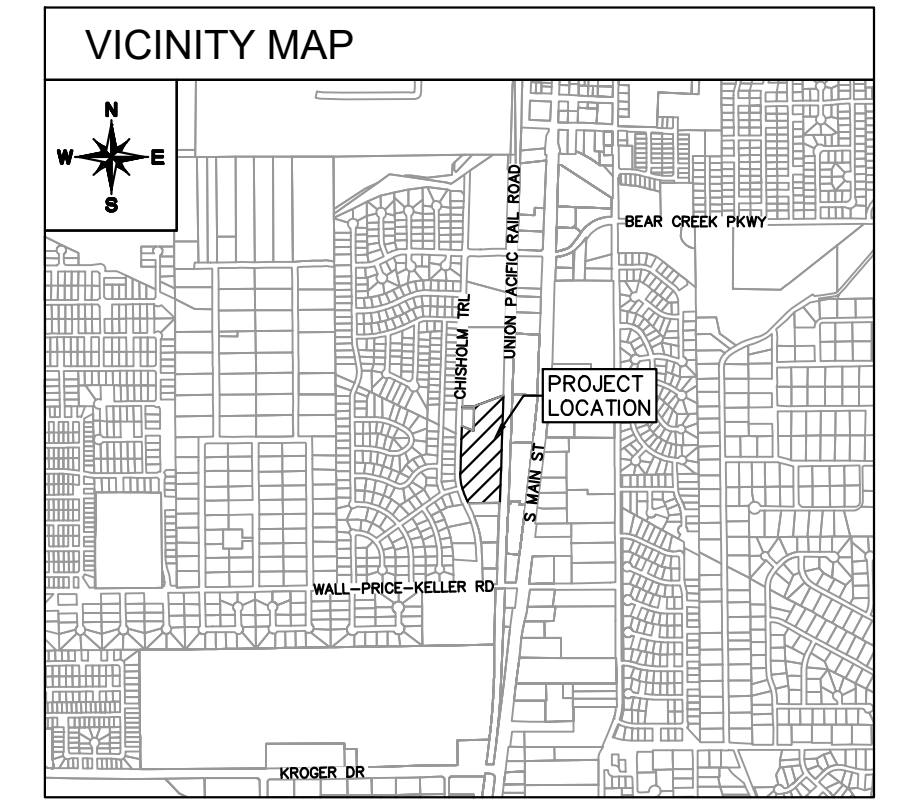 VICINITY MAP
N
W E
S
UNION PACIFIC RAIL ROAD
BEAR CREEK PKWY
CHISHOLM TRL
PROJECT
LOCATION
S MAIN ST
WALL-PRICE-KELLER RD
KROGER DR